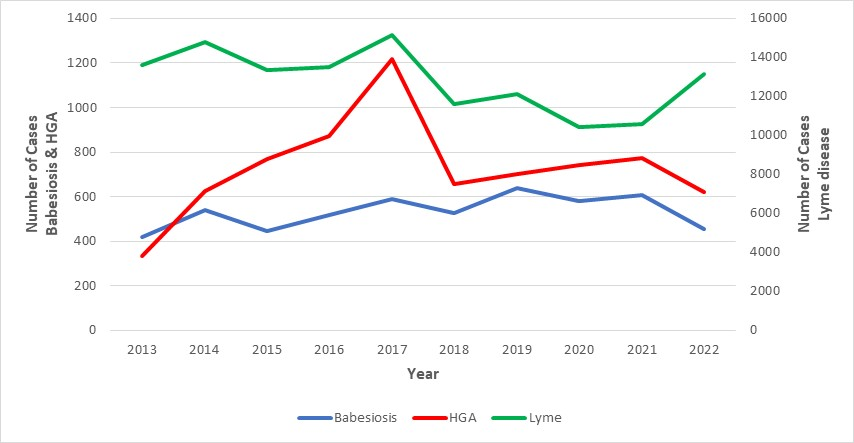 1400
1200
1000
800
600
400
200
0
Number of Cases
Babesiosis & HGA
16000
14000
12000
10000
8000
6000
4000
2000
0
Number of Cases
Lyme disease
2013 2014 2015 2016 2017 2018 2019 2020 2021 2022
Year
Babesiosis HGA Lyme